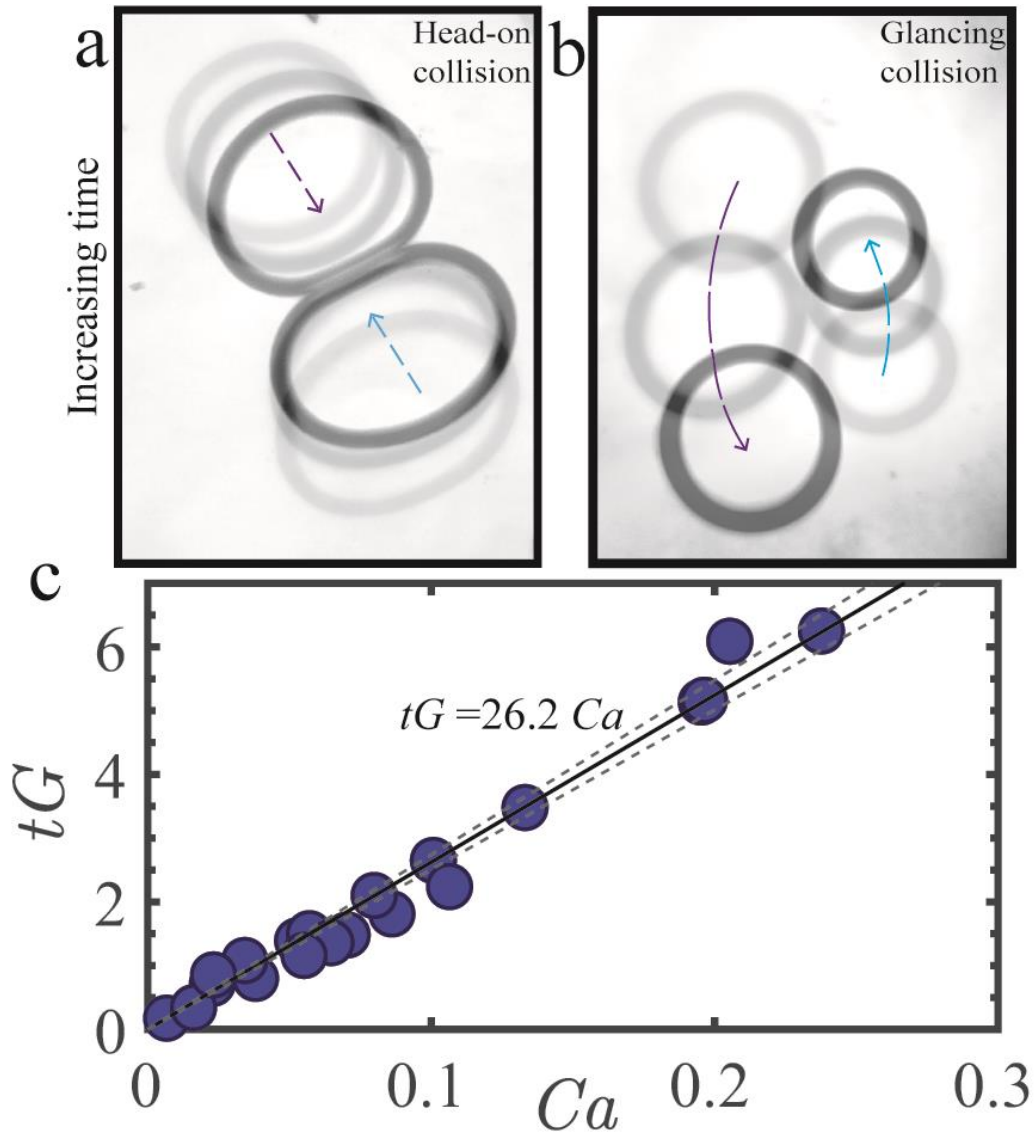 a
Head-on
collision
b
Glancing
collision
Increasing time
c
tG =26.2 Ca
tG
6
4
2
0
0
0.1
0.2
0.3
Ca